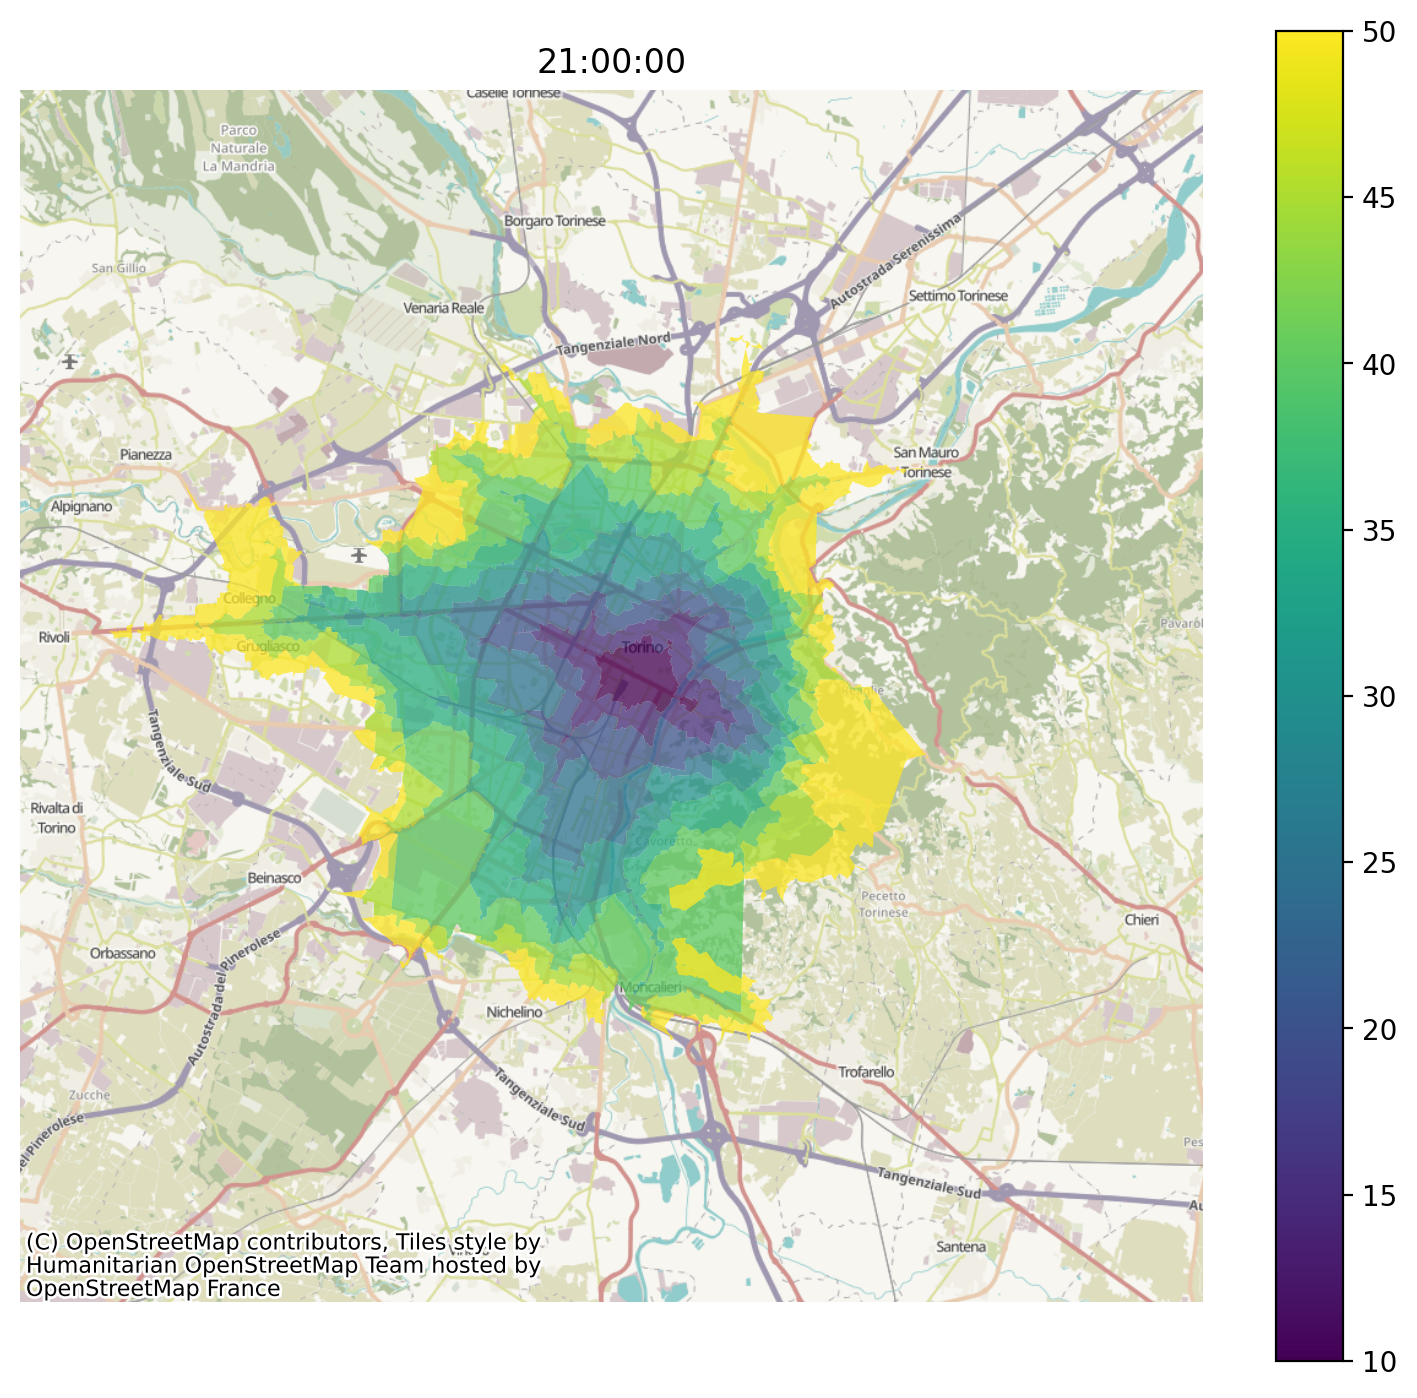 21:00:00
50
Caselle Torinese
Parco
Naturale
La Mandria
45
Borgaro Torinese
Autostrada Serenissima
San Gillio
Settimo Torinese
Venaria Reale
Tangenziale Nord
40
San Mauro
Torinese
Pianezza
Alpignano
35
Collegno
Rivoli
Grugliasco
Torino
30
Tangenziale Sud
Rivalta di
Torino
Cavoretto
25
Beinasco
Pecetto
Torinese
Chieri
Orbassano
Autostrada del Pinerolese
Moncalieri
Nichelino
20
Trofarello
Zucche
Tangenziale Sud
el Pinerolese
Pes
Tangenziale Sud
15
Au
Santena
(C) OpenStreetMap contributors, Tiles style by
Humanitarian OpenStreetMap Team hosted by
OpenStreetMap France
10